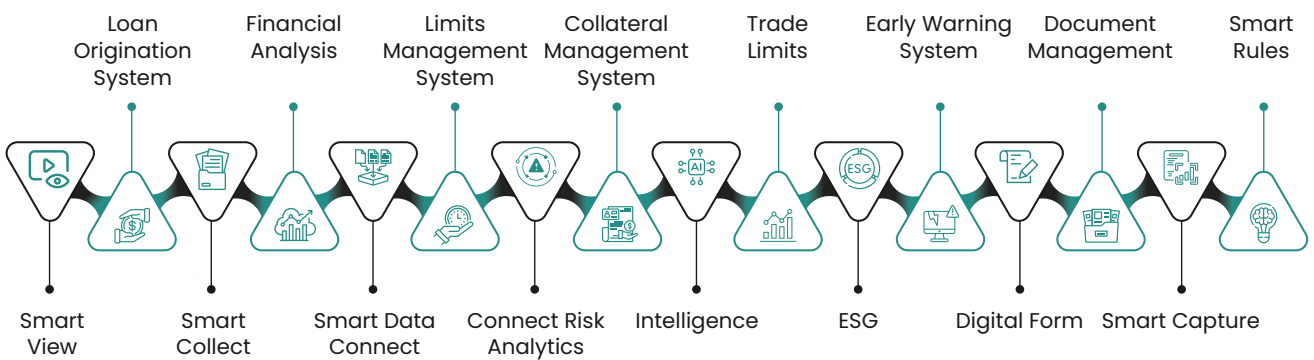 Loan
Origination
System
Financial
Analysis
Limits
Management
System
Collateral
Management
System
Trade
Limits
Early Warning
System
Document
Management
Smart
Rules
$
AI
ESG
$
Smart
View
Smart
Collect
Smart Data
Connect
Connect Risk
Analytics
Intelligence
ESG
Digital Form
Smart Capture